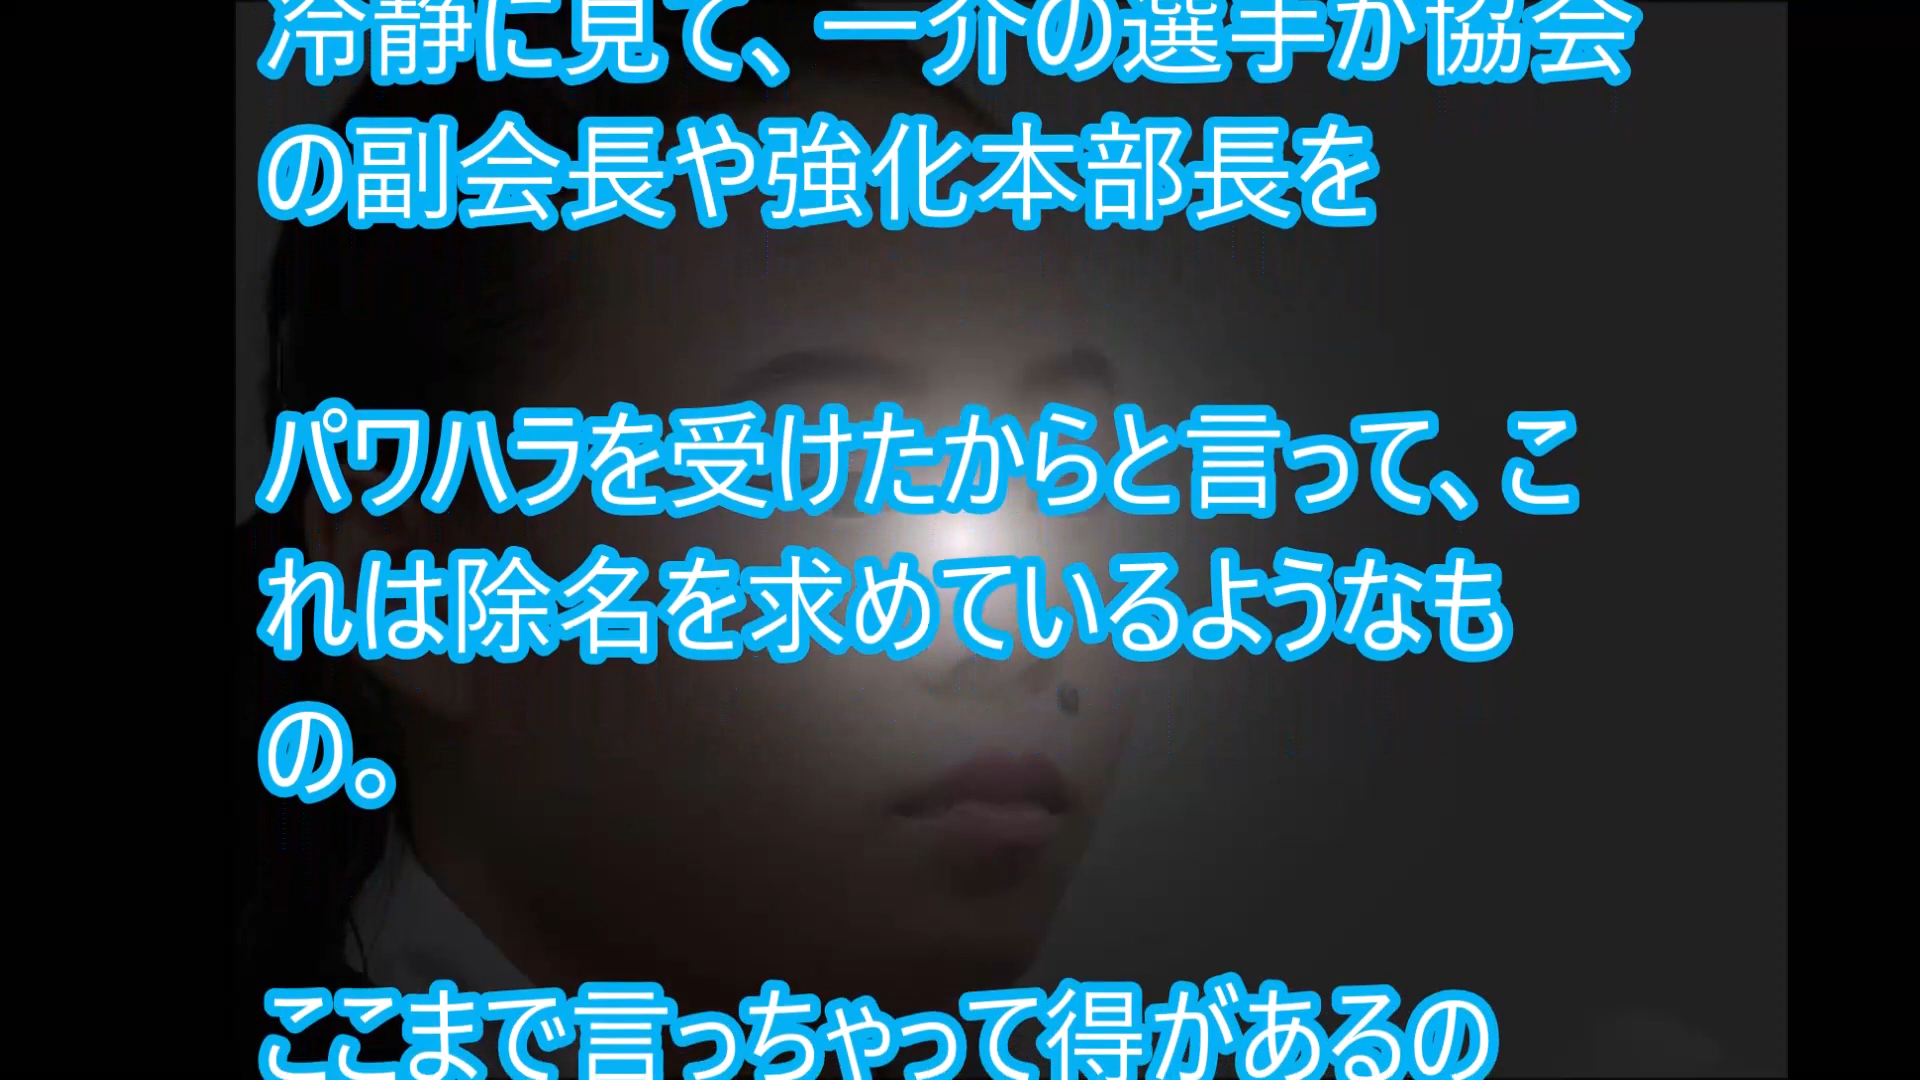 冷静に見て、一介の選手が協会
の副会長や強化本部長を
パワハラを受けたからと言って、こ
れは除名を求めているようなも
の。
ここまで言っちゃって得があるの